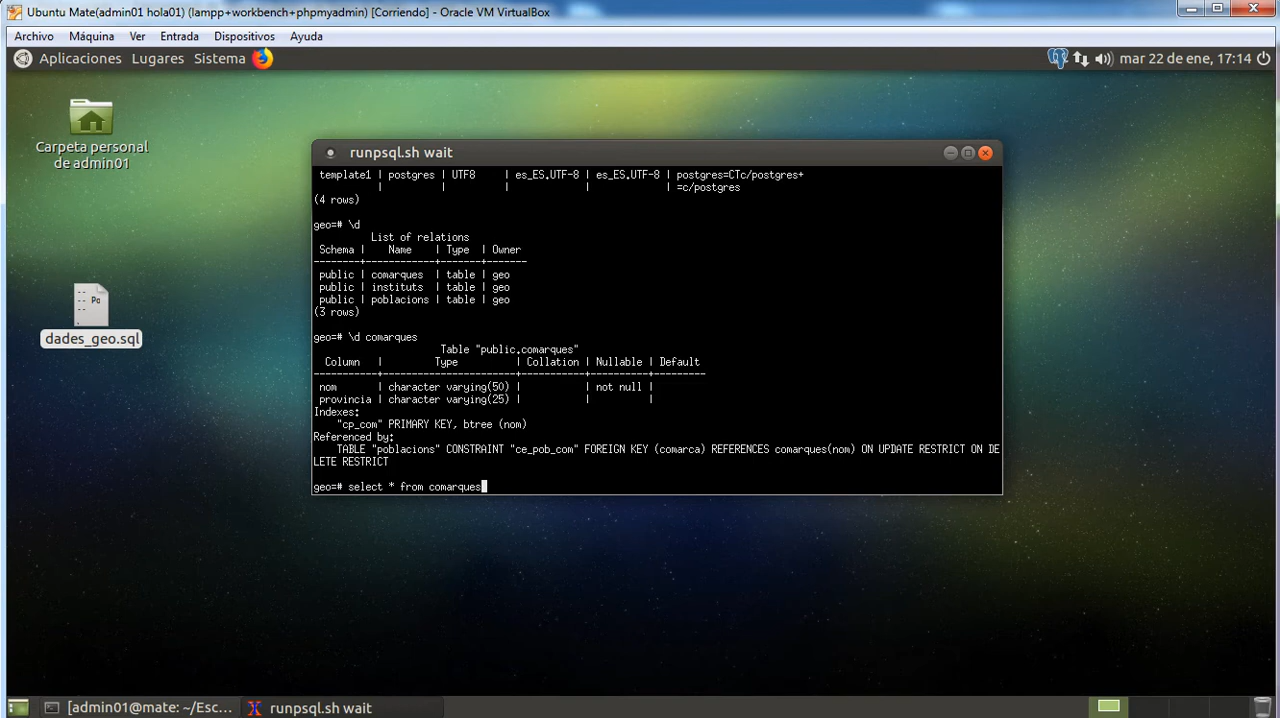 Ubuntu Mate(admin01 hola01) (lampp+workbench+phpmyadmin) [Corriendo] - Oracle VM VirtualBox
Archivo Máquina Ver Entrada Dispositivos Ayuda
Aplicaciones Lugares Sistema mar 22 de ene, 17:14
Carpeta personal
de admin01
-- Po
dades_geo.sql
runpsql.sh wait
template1 | postgres | UTF8 | es_ES.UTF-8 | es_ES.UTF-8 | postgres=CTc/postgres+
| | | | | =c/postgres
(4 rows)
geo=# \d
List of relations
Schema | Name | Type | Owner
--------+------------+-------+-------
public | comarques | table | geo
public | instituts | table | geo
public | poblacions | table | geo
(3 rows)
geo=# \d comarques
Table "public.comarques"
Column | Type | Collation | Nullable | Default
-----------+-----------------------+-----------+----------+---------
nom | character varying(50) | | not null |
provincia | character varying(25) | | |
Indexes:
"cp_com" PRIMARY KEY, btree (nom)
Referenced by:
TABLE "poblacions" CONSTRAINT "ce_pob_com" FOREIGN KEY (comarca) REFERENCES comarques(nom) ON UPDATE RESTRICT ON DE
LETE RESTRICT
geo=# select * from comarques
[admin01@mate: ~/Esc... runpsql.sh wait